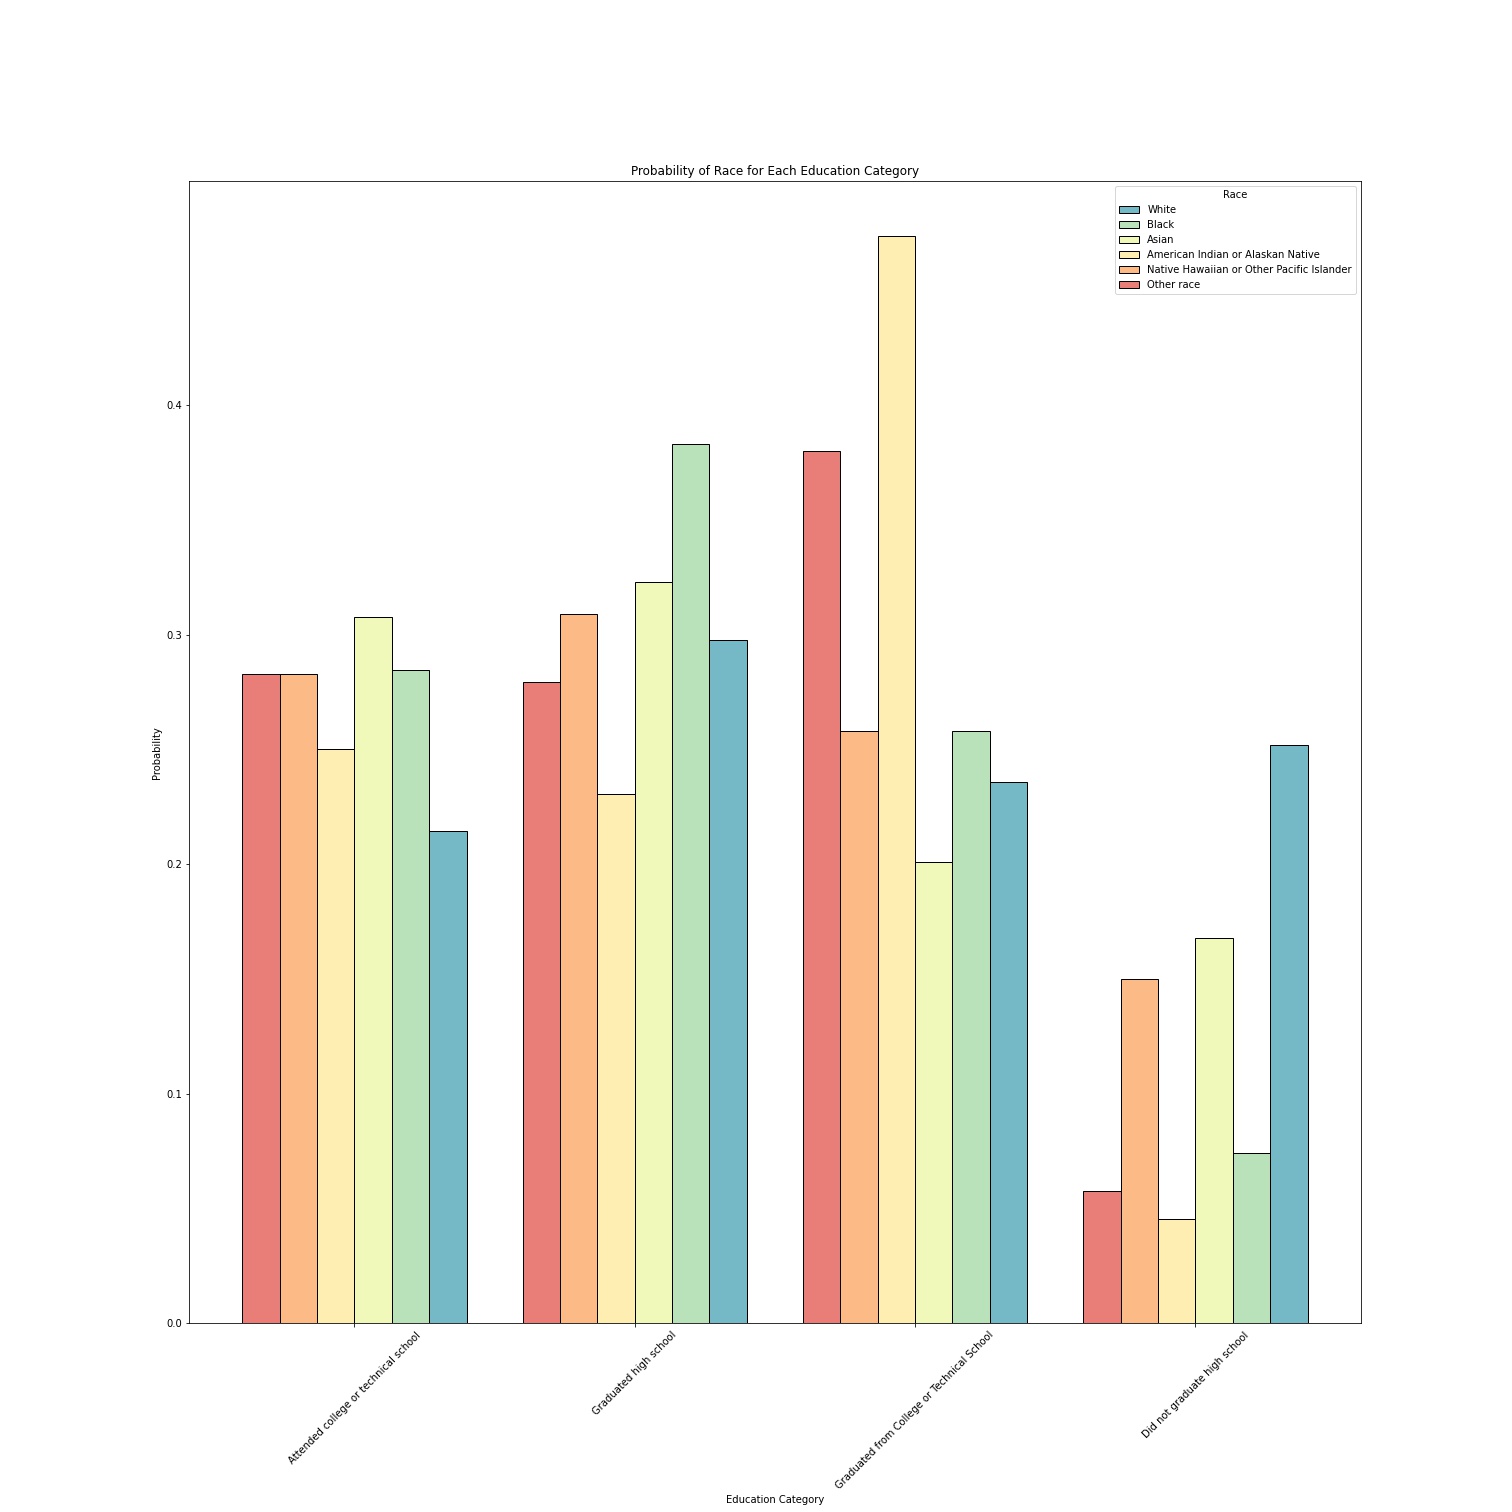 Probability of Race for Each Education Category
Race
White
Black
Asian
American Indian or Alaskan Native
Native Hawaiian or Other Pacific Islander
Other race
0.4
0.3
0.2
0.1
0.0
Probability
Attended college or technical school
Graduated high school
Graduated from College or Technical School
Did not graduate high school
Education Category